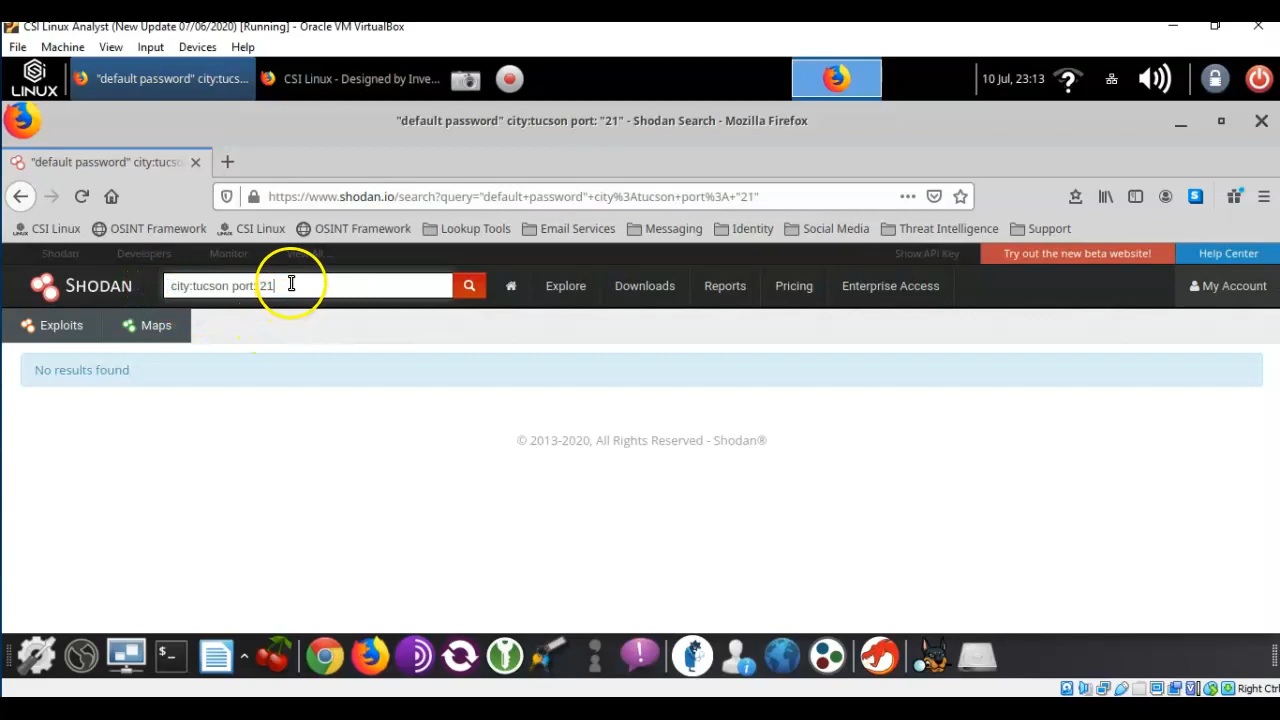 CSI Linux Analyst (New Update 07/06/2020) [Running] - Oracle VM VirtualBox
File Machine View Input Devices Help
SI LINUX
"default password" city:tucs...
CSI Linux - Designed by Inve...
10 Jul, 23:13
"default password" city:tucson port: "21" - Shodan Search - Mozilla Firefox
"default password" city:tucso
https://www.shodan.io/search?query="default+password"+city%3Atucson+port%3A+"21"
CSI Linux OSINT Framework CSI Linux OSINT Framework Lookup Tools Email Services Messaging Identity Social Media Threat Intelligence Support
Shodan Developers Monitor View All... Show API Key Try out the new beta website! Help Center
SHODAN city:tucson port: 21 Explore Downloads Reports Pricing Enterprise Access My Account
Exploits Maps
No results found
© 2013-2020, All Rights Reserved - Shodan®
$_
Right Ctrl